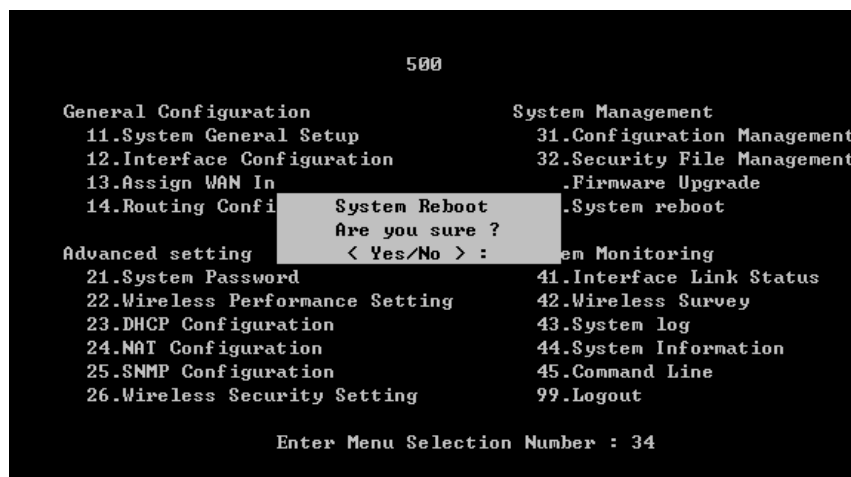 500
General Configuration
11.System General Setup
12.Interface Configuration
13.Assign WAN In
14.Routing Confi
Advanced setting
21.System Password
22.Wireless Performance Setting
23.DHCP Configuration
24.NAT Configuration
25.SNMP Configuration
26.Wireless Security Setting
System Management
31.Configuration Management
32.Security File Management
.Firmware Upgrade
.System reboot
em Monitoring
41.Interface Link Status
42.Wireless Survey
43.System log
44.System Information
45.Command Line
99.Logout
System Reboot
Are you sure ?
< Yes/No > :
Enter Menu Selection Number : 34